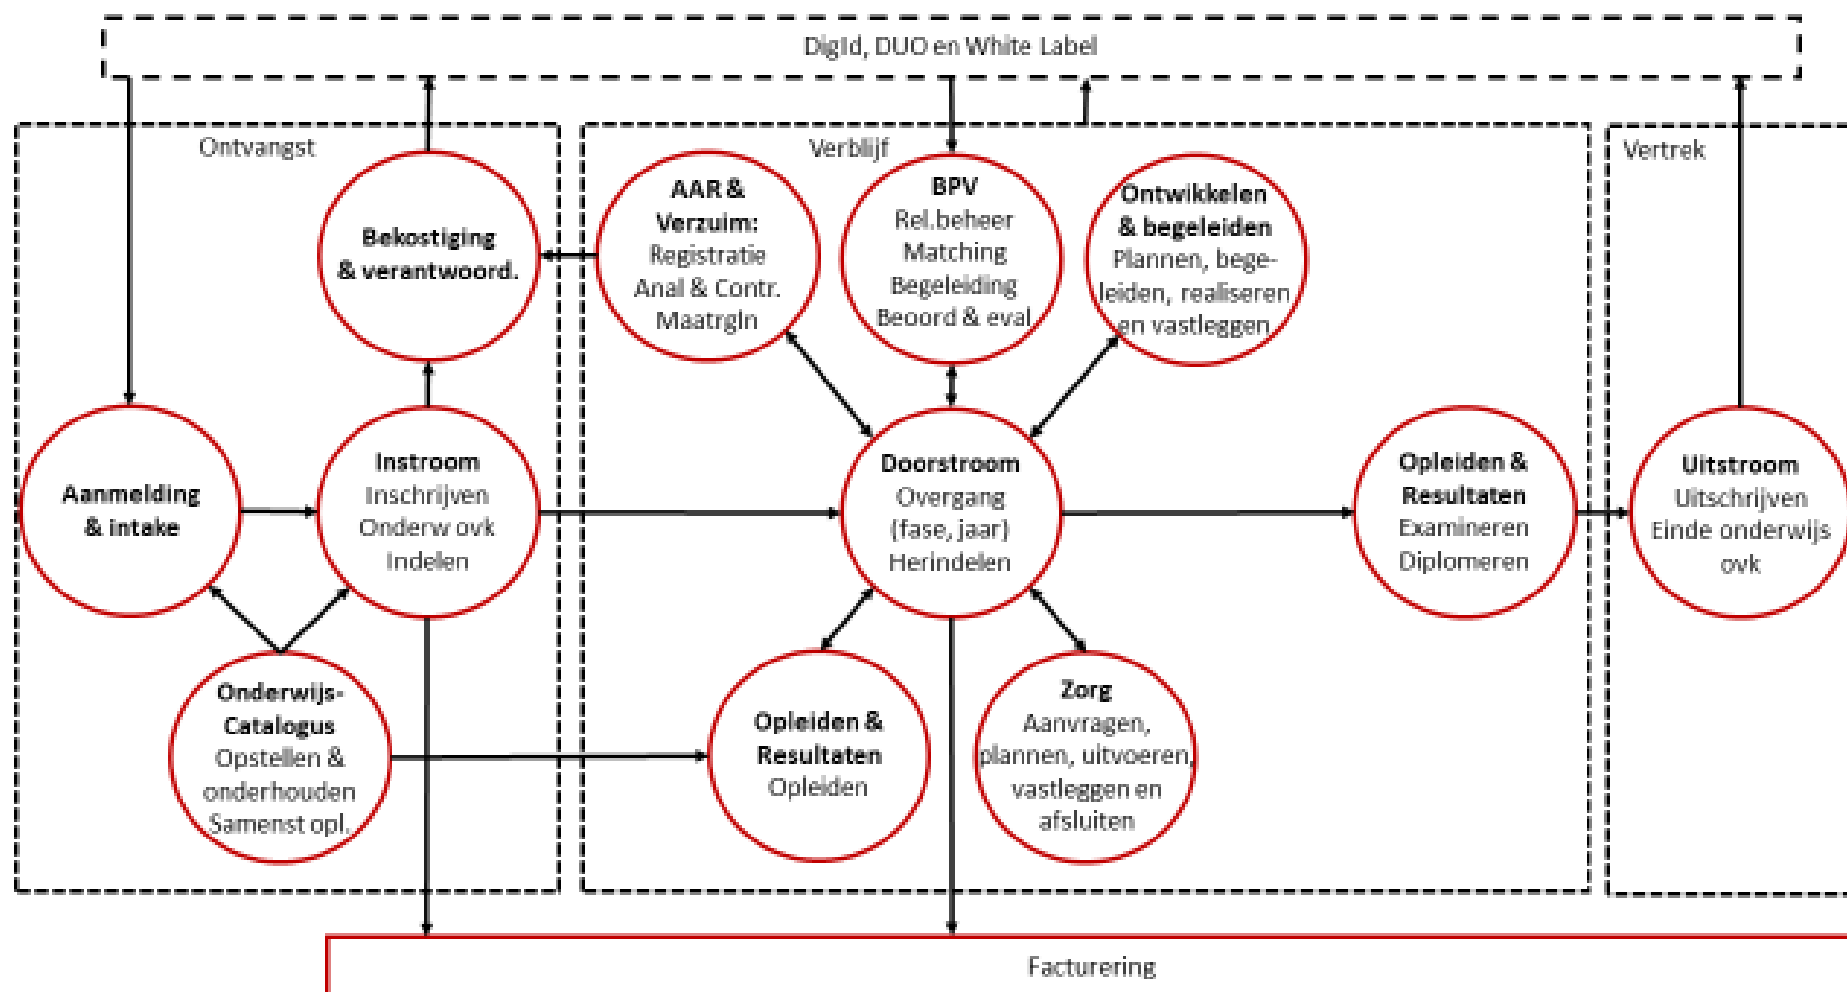 DigId, DUO en White Label
Ontvangst
Bekostiging
& verantwoord.
Aanmelding
& intake
Instroom
Inschrijven
Onderw ovk
Indelen
Onderwijs-
Catalogus
Opstellen &
onderhouden
Samenst opl.
Verblijf
AAR &
Verzuim:
Registratie
Anal & Contr.
Maatrgln
BPV
Rel.beheer
Matching
Begeleiding
Beoord & eval
Ontwikkelen
& begeleiden
Plannen, bege-
leiden, realiseren
en vastleggen
Doorstroom
Overgang
(fase, jaar)
Herindelen
Opleiden &
Resultaten
Examineren
Diplomeren
Opleiden &
Resultaten
Opleiden
Zorg
Aanvragen,
plannen, uitvoeren,
vastleggen en
afsluiten
Vertrek
Uitstroom
Uitschrijven
Einde onderwijs
ovk
Facturering